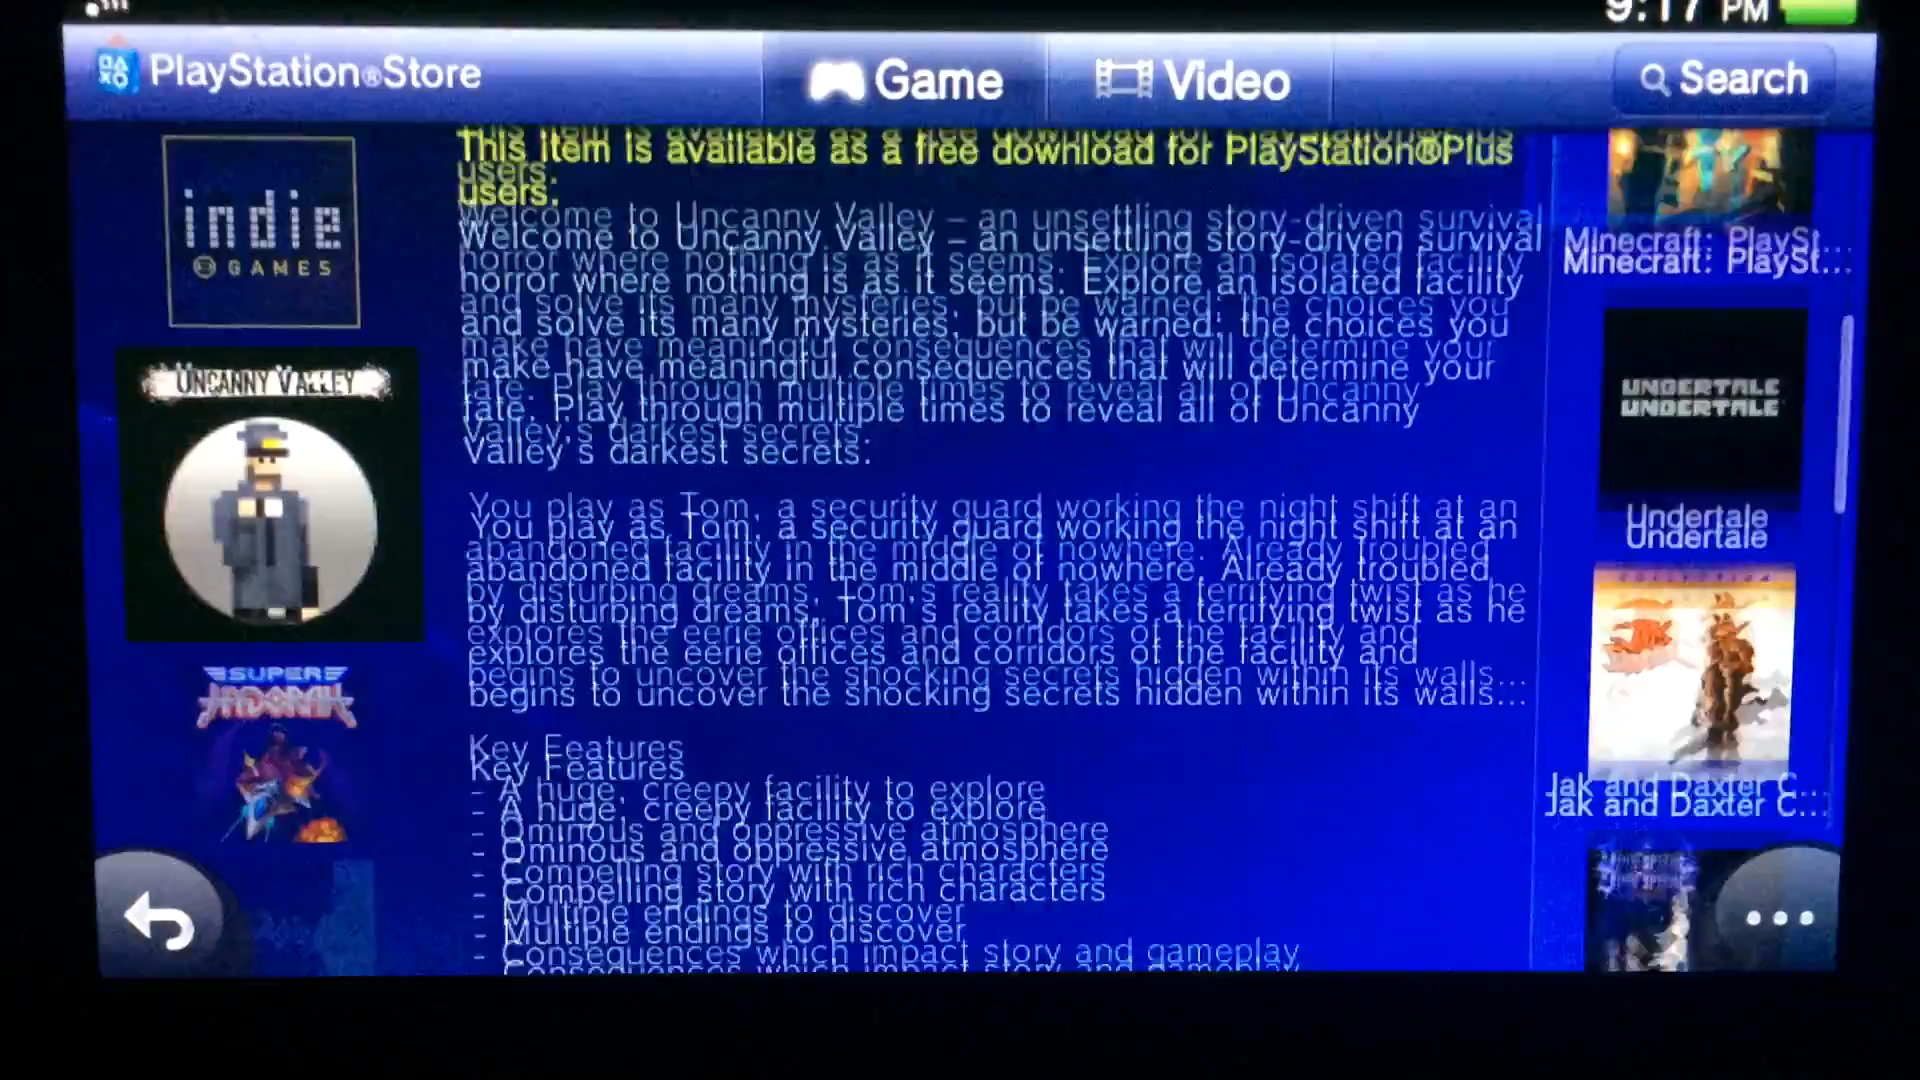 9:17 PM
PlayStation®Store
Game
Video
Search
indie
GAMES
UNCANNY VALLEY
SUPER
This item is available as a free download for PlayStation®Plus
users.
Welcome to Uncanny Valley – an unsettling story-driven survival
horror where nothing is as it seems. Explore an isolated facility
and solve its many mysteries; but be warned: the choices you
make have meaningful consequences that will determine your
fate. Play through multiple times to reveal all of Uncanny
Valley's darkest secrets.
You play as Tom, a security guard working the night shift at an
abandoned facility in the middle of nowhere. Already troubled
by disturbing dreams, Tom's reality takes a terrifying twist as he
explores the eerie offices and corridors of the facility and
begins to uncover the shocking secrets hidden within its walls...
Key Features
- A huge, creepy facility to explore
- Ominous and oppressive atmosphere
- Compelling story with rich characters
- Multiple endings to discover
- Consequences which impact story and gameplay
Minecraft: PlaySt...
UNDERTALE
Undertale
COLLECTION
Jak and Daxter C...